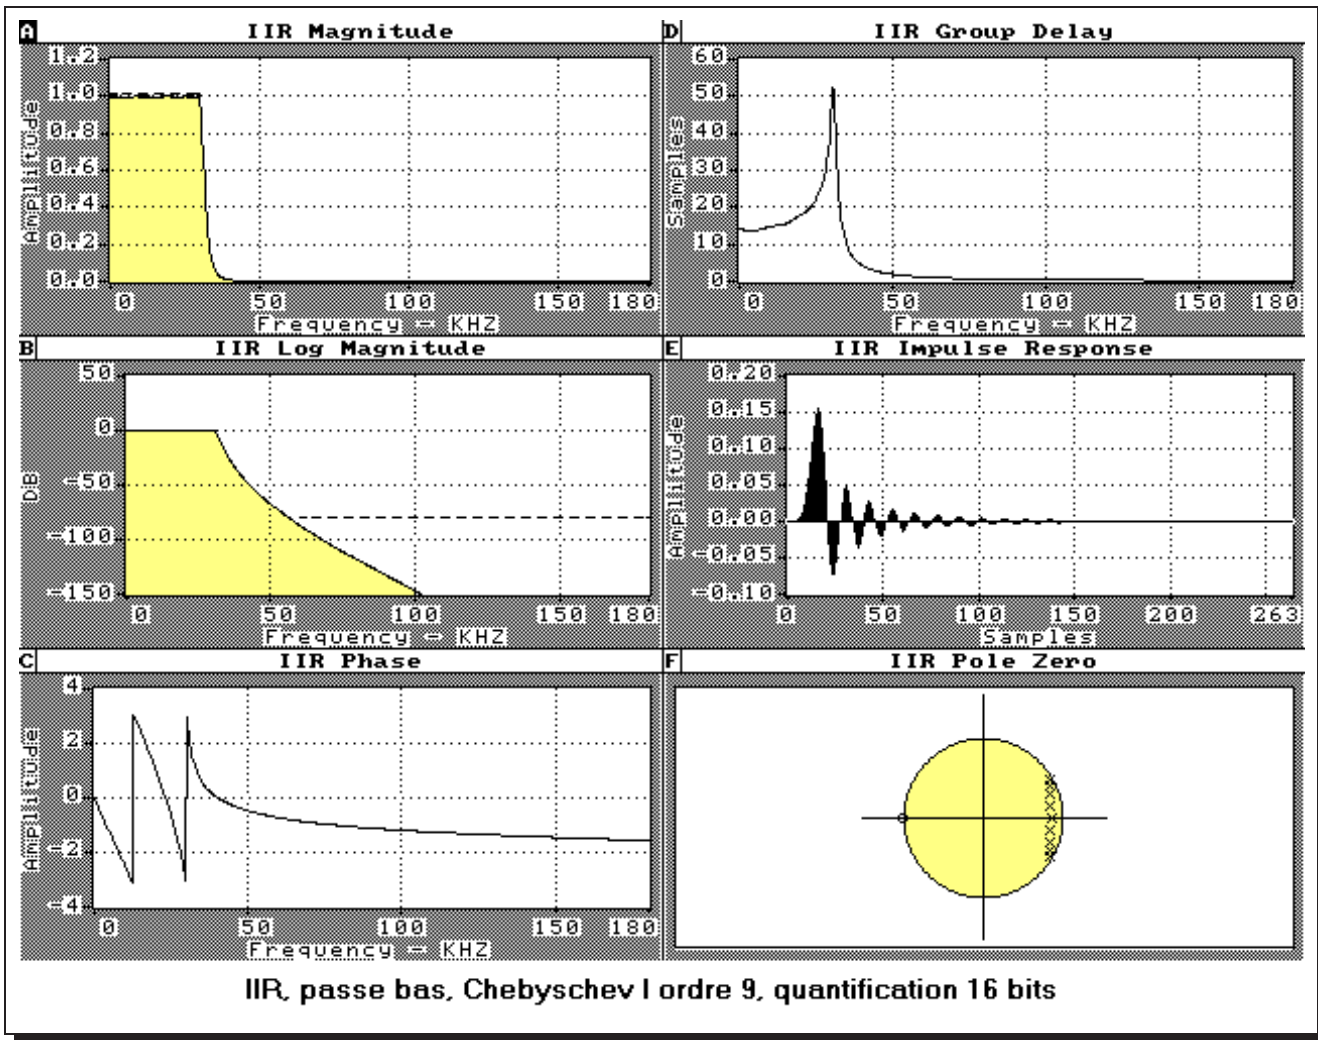 A IIR Magnitude
1.2
1.0
0.8
0.6
0.4
0.2
0.0
Amplitude
0 50 100 150 180
Frequency - KHZ
D IIR Group Delay
60
50
40
30
20
10
0
Samples
0 50 100 150 180
Frequency - KHZ
B IIR Log Magnitude
50
0
-50
-100
-150
DB
0 50 100 150 180
Frequency - KHZ
E IIR Impulse Response
0.20
0.15
0.10
0.05
0.00
-0.05
-0.10
Amplitude
0 50 100 150 200 263
Samples
C IIR Phase
4
2
0
-2
-4
Amplitude
0 50 100 150 180
Frequency - KHZ
F IIR Pole Zero
IIR, passe bas, Chebyschev I ordre 9, quantification 16 bits